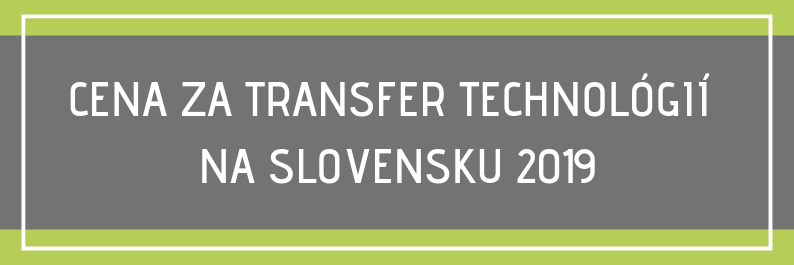 CENA ZA TRANSFER TECHNOLÓGIÍ
NA SLOVENSKU 2019